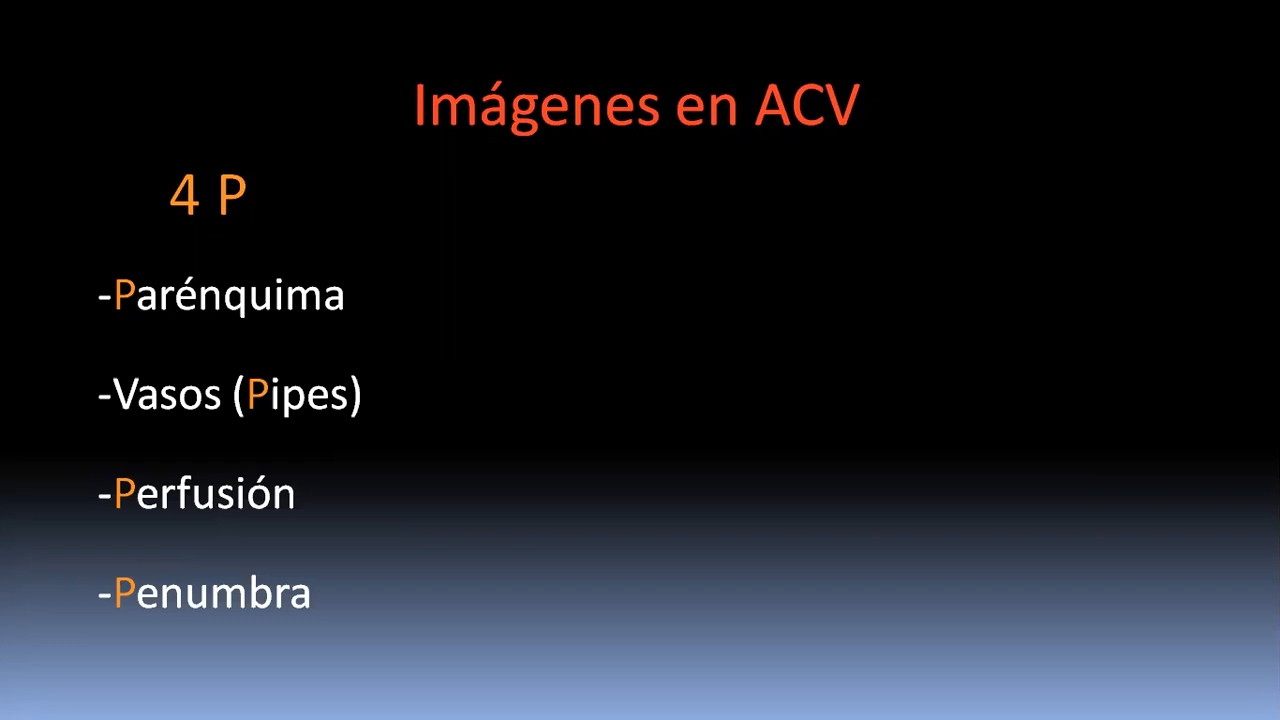 Imágenes en ACV
4 P
-Parénquima
-Vasos (Pipes)
-Perfusión
-Penumbra